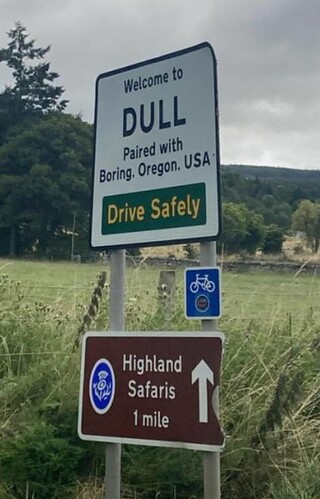 Welcome to
DULL
Paired with
Boring, Oregon, USA
Drive Safely
Highland
Safaris
1 mile